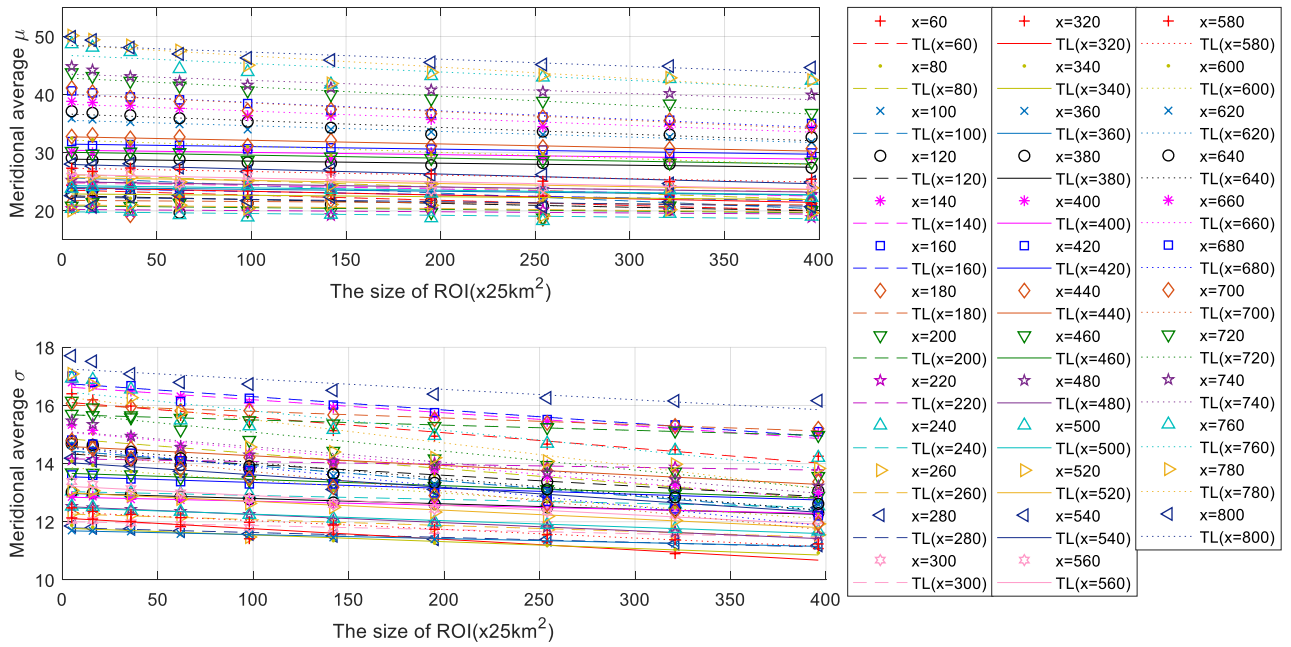 50
40
30
20
Meridional average μ
0 50 100 150 200 250 300 350 400
The size of ROI(x25km²)
18
16
14
12
10
Meridional average σ
0 50 100 150 200 250 300 350 400
The size of ROI(x25km²)
x=60
TL(x=60)
x=80
TL(x=80)
x=100
TL(x=100)
x=120
TL(x=120)
x=140
TL(x=140)
x=160
TL(x=160)
x=180
TL(x=180)
x=200
TL(x=200)
x=220
TL(x=220)
x=240
TL(x=240)
x=260
TL(x=260)
x=280
TL(x=280)
x=300
TL(x=300)
x=320
TL(x=320)
x=340
TL(x=340)
x=360
TL(x=360)
x=380
TL(x=380)
x=400
TL(x=400)
x=420
TL(x=420)
x=440
TL(x=440)
x=460
TL(x=460)
x=480
TL(x=480)
x=500
TL(x=500)
x=520
TL(x=520)
x=540
TL(x=540)
x=560
TL(x=560)
x=580
TL(x=580)
x=600
TL(x=600)
x=620
TL(x=620)
x=640
TL(x=640)
x=660
TL(x=660)
x=680
TL(x=680)
x=700
TL(x=700)
x=720
TL(x=720)
x=740
TL(x=740)
x=760
TL(x=760)
x=780
TL(x=780)
x=800
TL(x=800)